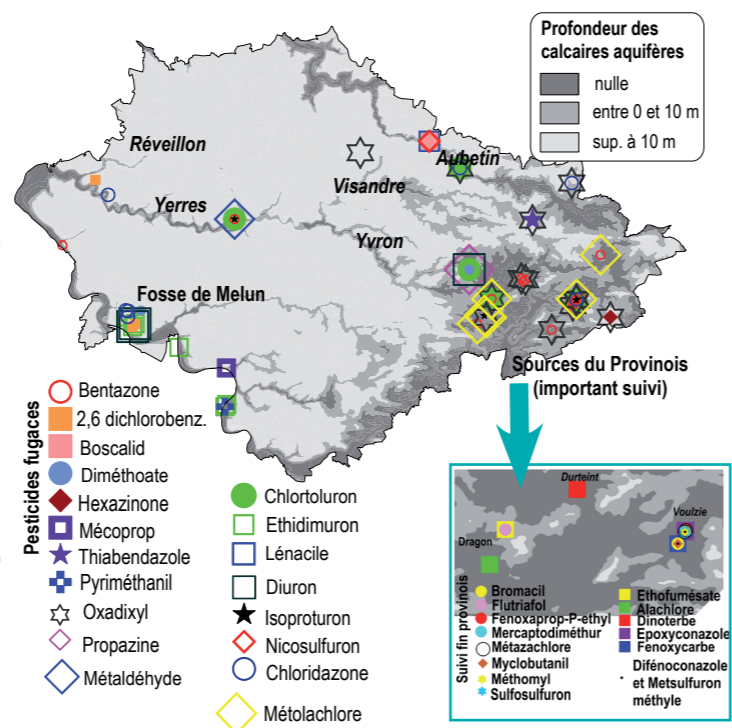 Profondeur des
calcaires aquifères
nulle
entre 0 et 10 m
sup. à 10 m
Réveillon
Aubetin
Visandre
Yerres
Yvron
Fosse de Melun
Sources du Provinois
(important suivi)
Pesticides fugaces
Bentazone
2,6 dichlorobenz.
Boscalid
Diméthoate
Hexazinone
Mécoprop
Thiabendazole
Pyriméthanil
Oxadixyl
Propazine
Métaldéhyde
Chlortoluron
Ethidimuron
Lénacile
Diuron
Isoproturon
Nicosulfuron
Chloridazone
Métolachlore
Durteint
Voulzie
Dragon
Suivi fin provinois
Bromacil
Flutriafol
Fenoxaprop-P-ethyl
Mercaptodiméthur
Métazachlore
Myclobutanil
Méthomyl
Sulfosulfuron
Ethofumésate
Alachlore
Dinoterbe
Epoxyconazole
Fenoxycarbe
Difénoconazole
et Metsulfuron
méthyle